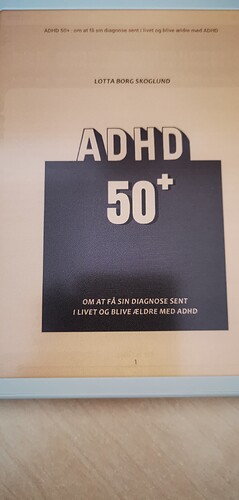 ADHD 50+ : om at få sin diagnose sent i livet og blive ældre med ADHD
LOTTA BORG SKOGLUND
ADHD
50+
OM AT FÅ SIN DIAGNOSE SENT
I LIVET OG BLIVE ÆLDRE MED ADHD
1